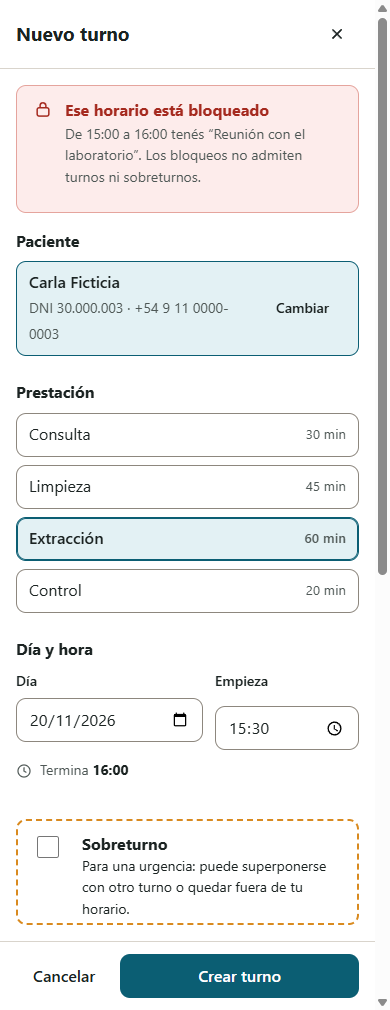 Nuevo turno
Ese horario está bloqueado
De 15:00 a 16:00 tenés “Reunión con el
laboratorio”. Los bloqueos no admiten
turnos ni sobreturnos.
Paciente
Carla Ficticia
DNI 30.000.003 · +54 9 11 0000-
0003
Cambiar
Prestación
Consulta 30 min
Limpieza 45 min
Extracción 60 min
Control 20 min
Día y hora
Día Empieza
20/11/2026 15:30
Termina 16:00
Sobreturno
Para una urgencia: puede superponerse
con otro turno o quedar fuera de tu
horario.
Cancelar Crear turno